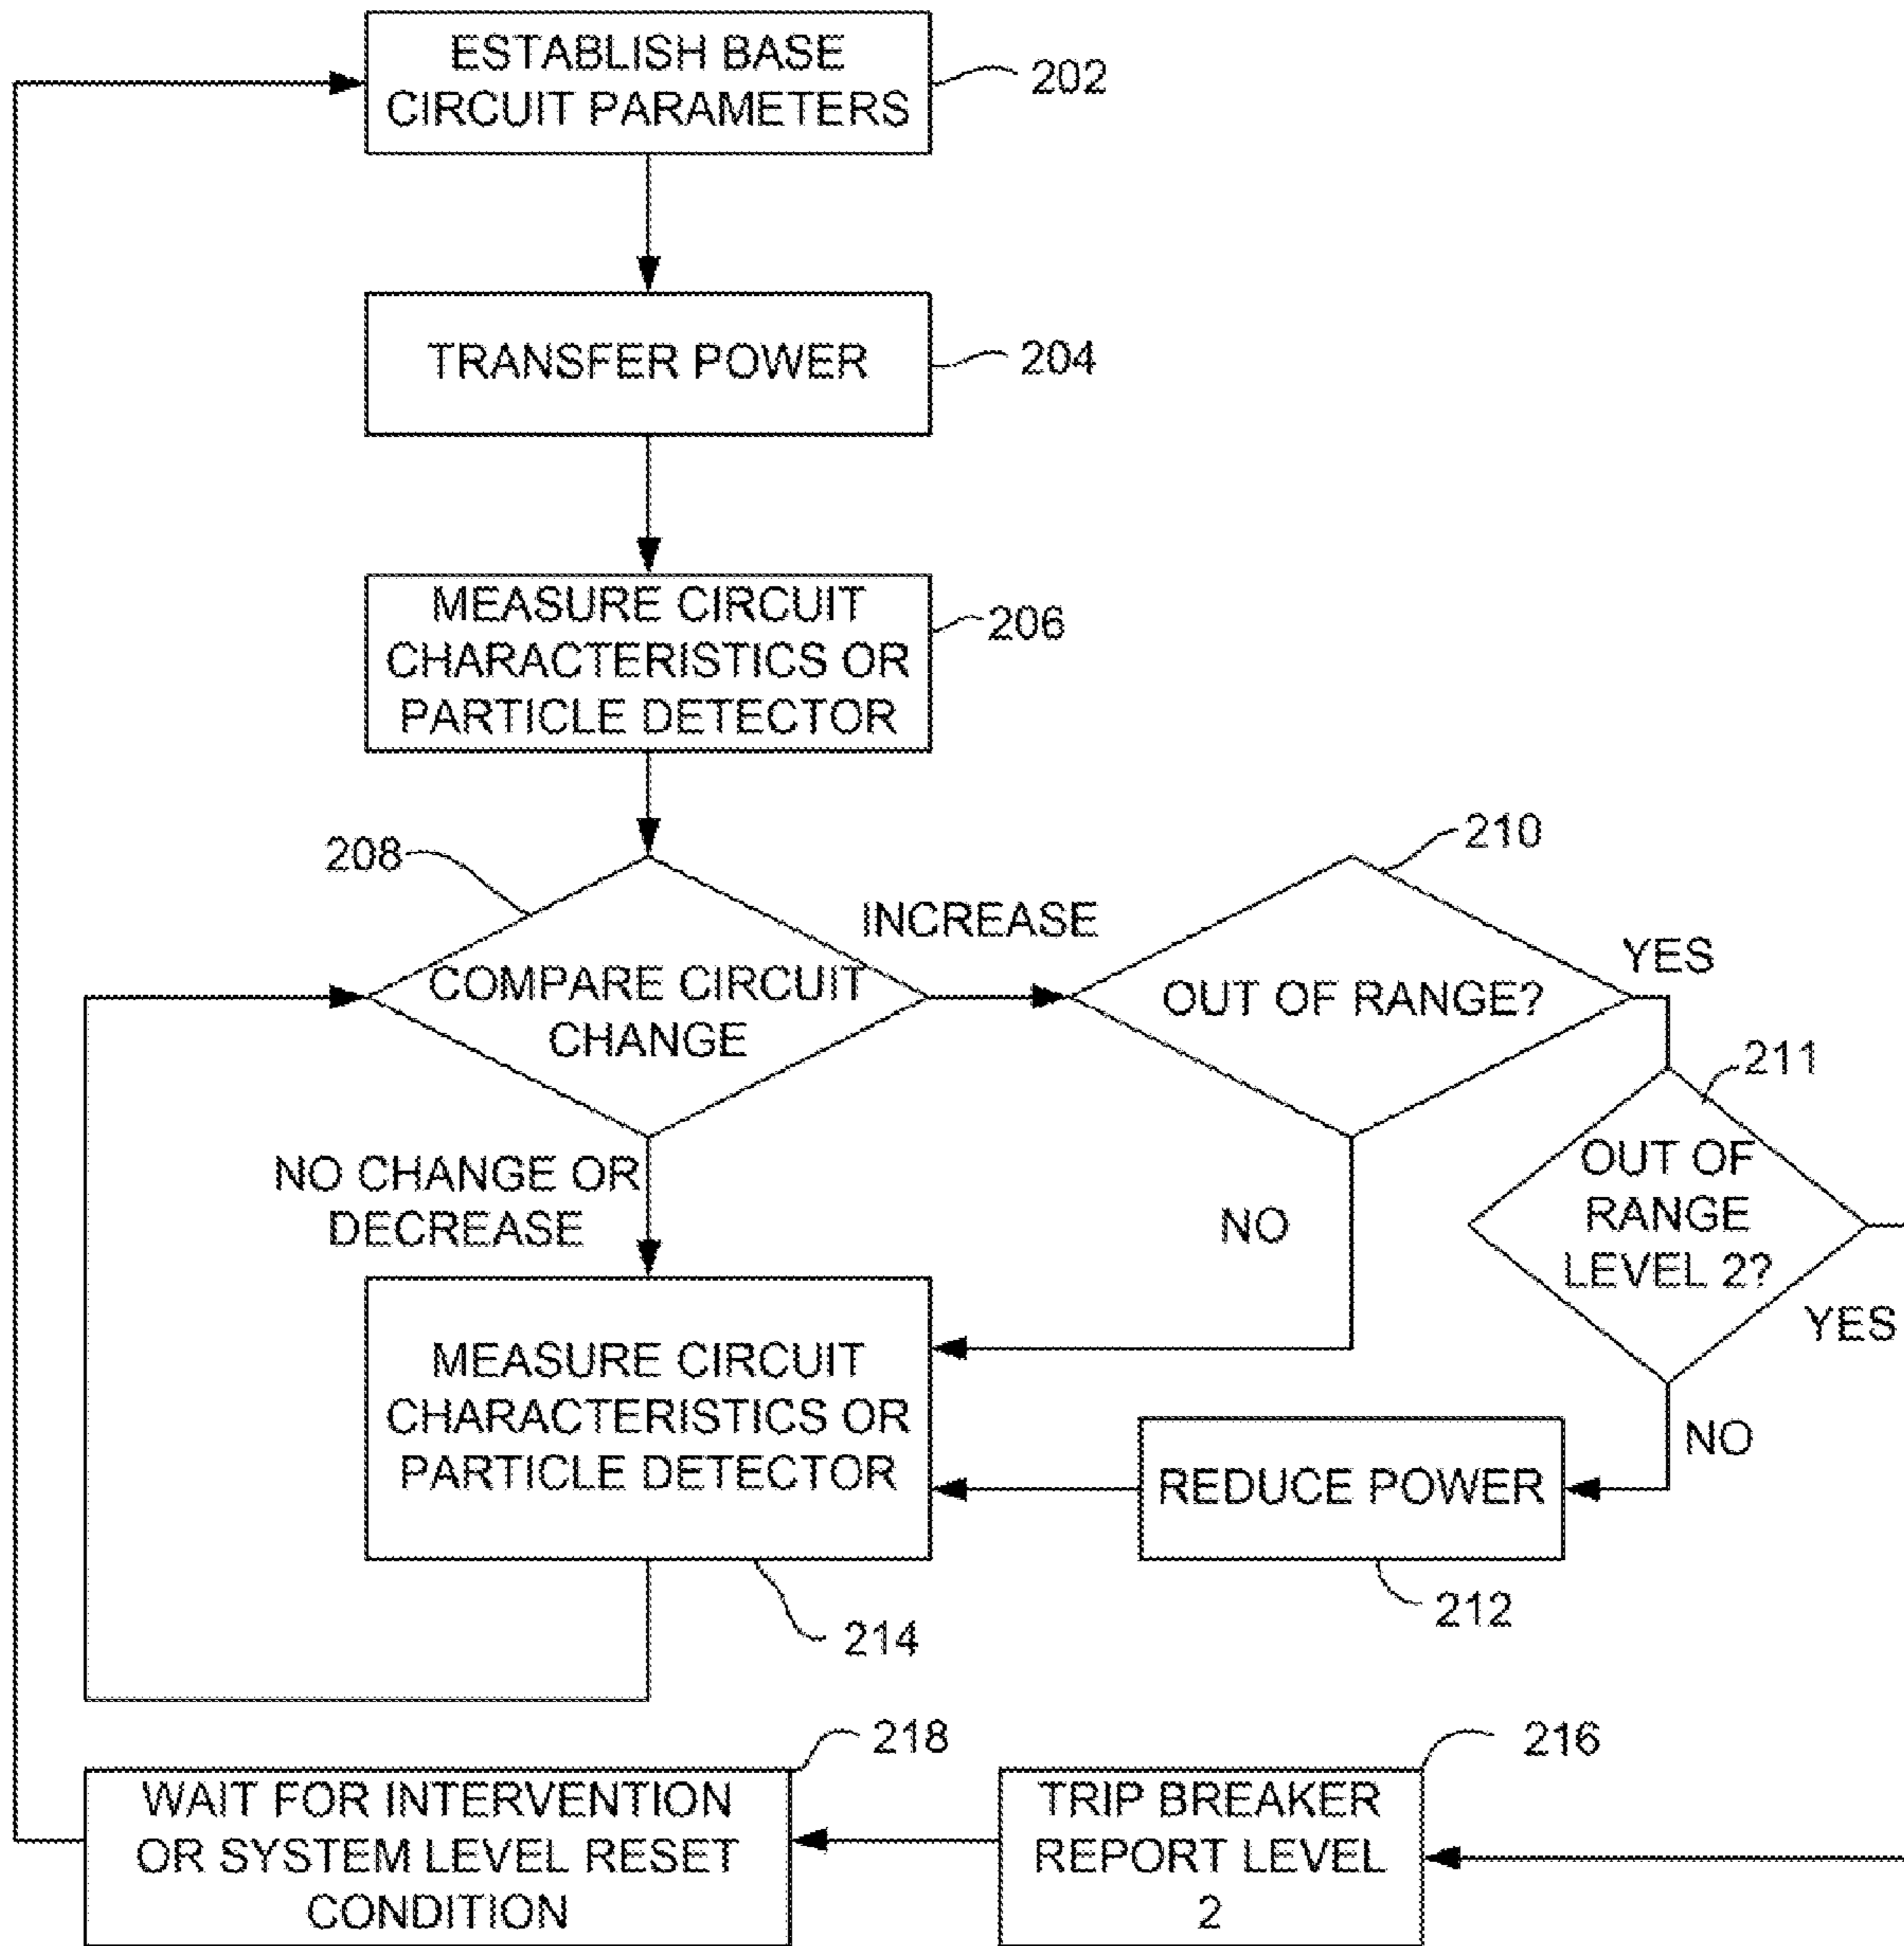 ESTABLISH BASE
CIRCUIT PARAMETERS
202
TRANSFER POWER
204
MEASURE CIRCUIT
CHARACTERISTICS OR
PARTICLE DETECTOR
206
208
COMPARE CIRCUIT
CHANGE
INCREASE
210
OUT OF RANGE?
YES
211
OUT OF
RANGE
LEVEL 2?
YES
NO
NO CHANGE OR
DECREASE
NO
MEASURE CIRCUIT
CHARACTERISTICS OR
PARTICLE DETECTOR
214
REDUCE POWER
212
218
WAIT FOR INTERVENTION
OR SYSTEM LEVEL RESET
CONDITION
216
TRIP BREAKER
REPORT LEVEL
2